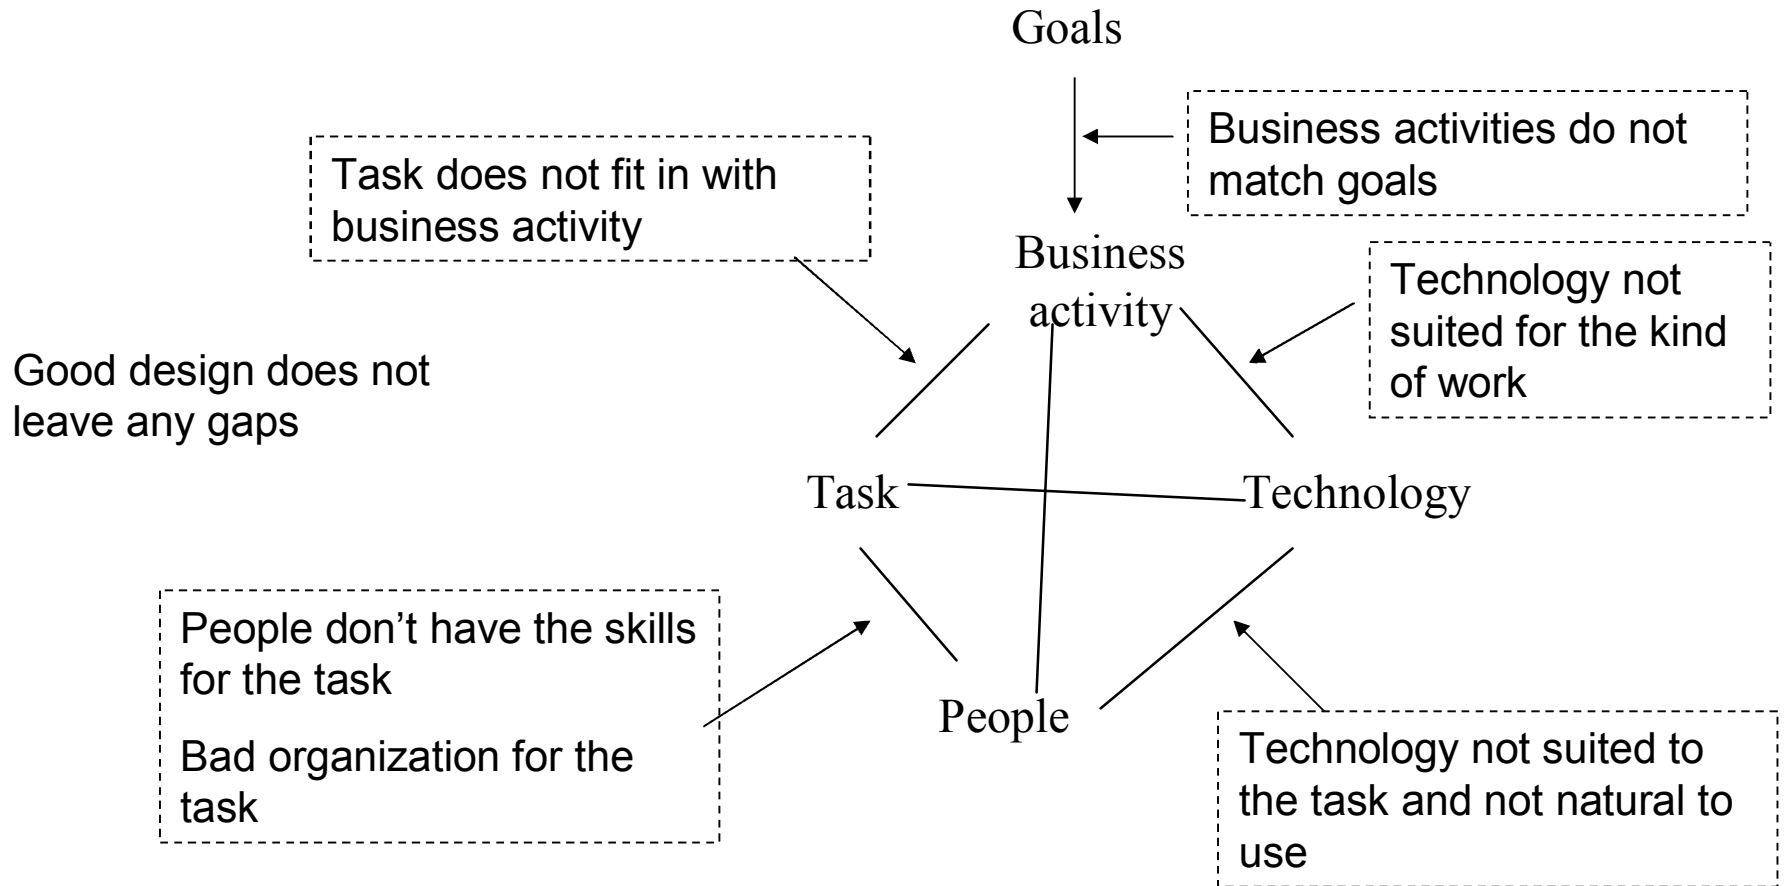 Goals
Business activities do not
match goals
Task does not fit in with
business activity
Business
activity
Technology not
suited for the kind
of work
Good design does not
leave any gaps
Task
Technology
People don’t have the skills
for the task
Bad organization for the
task
People
Technology not suited to
the task and not natural to
use